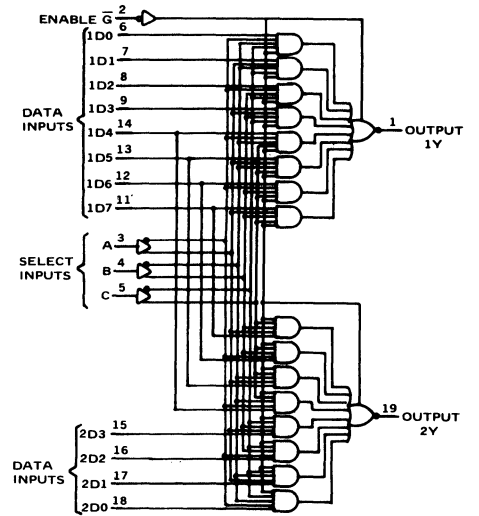 ENABLE G̅ 2
1D0 6
1D1 7
1D2 8
1D3 9
1D4 14
1D5 13
1D6 12
1D7 11
DATA
INPUTS
1 OUTPUT
1Y
SELECT
INPUTS
A 3
B 4
C 5
19 OUTPUT
2Y
DATA
INPUTS
2D3 15
2D2 16
2D1 17
2D0 18